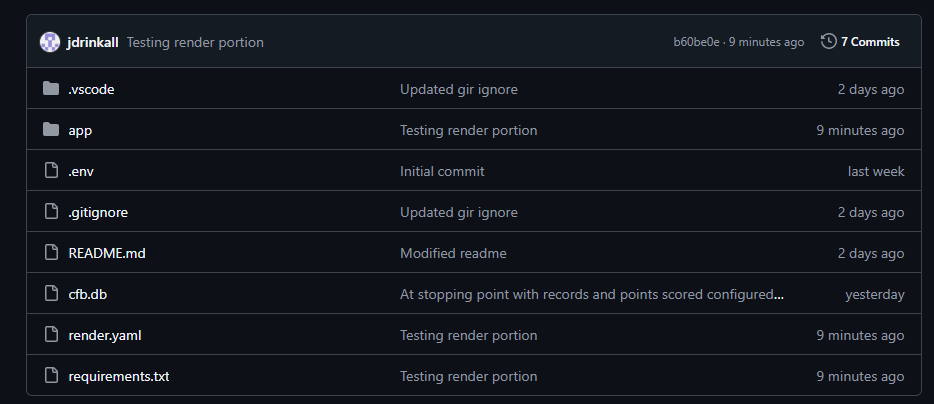 jdrinkall Testing render portion b60be0e · 9 minutes ago 7 Commits
.vscode Updated gir ignore 2 days ago
app Testing render portion 9 minutes ago
.env Initial commit last week
.gitignore Updated gir ignore 2 days ago
README.md Modified readme 2 days ago
cfb.db At stopping point with records and points scored configured... yesterday
render.yaml Testing render portion 9 minutes ago
requirements.txt Testing render portion 9 minutes ago